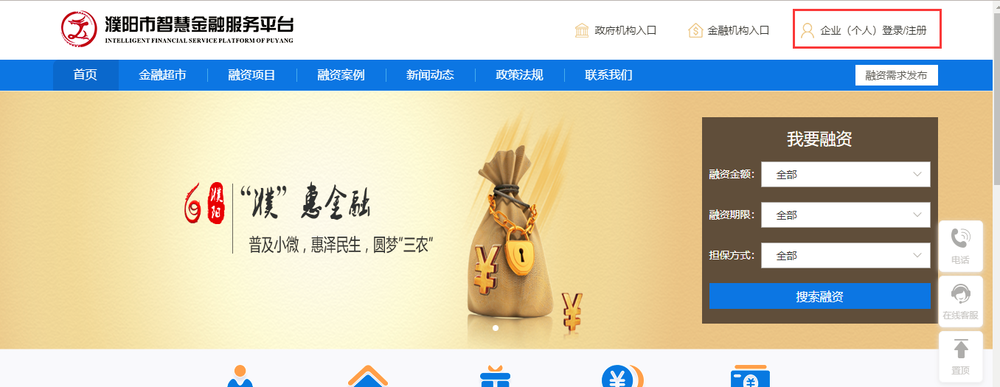 濮阳市智慧金融服务平台
INTELLIGENT FINANCIAL SERVICE PLATFORM OF PUYANG
政府机构入口
金融机构入口
企业（个人）登录/注册
首页
金融超市
融资项目
融资案例
新闻动态
政策法规
联系我们
融资需求发布
濮阳
“濮”惠金融
普及小微，惠泽民生，圆梦“三农”
我要融资
融资金额： 全部
融资期限： 全部
担保方式： 全部
搜索融资
电话
在线客服
置顶